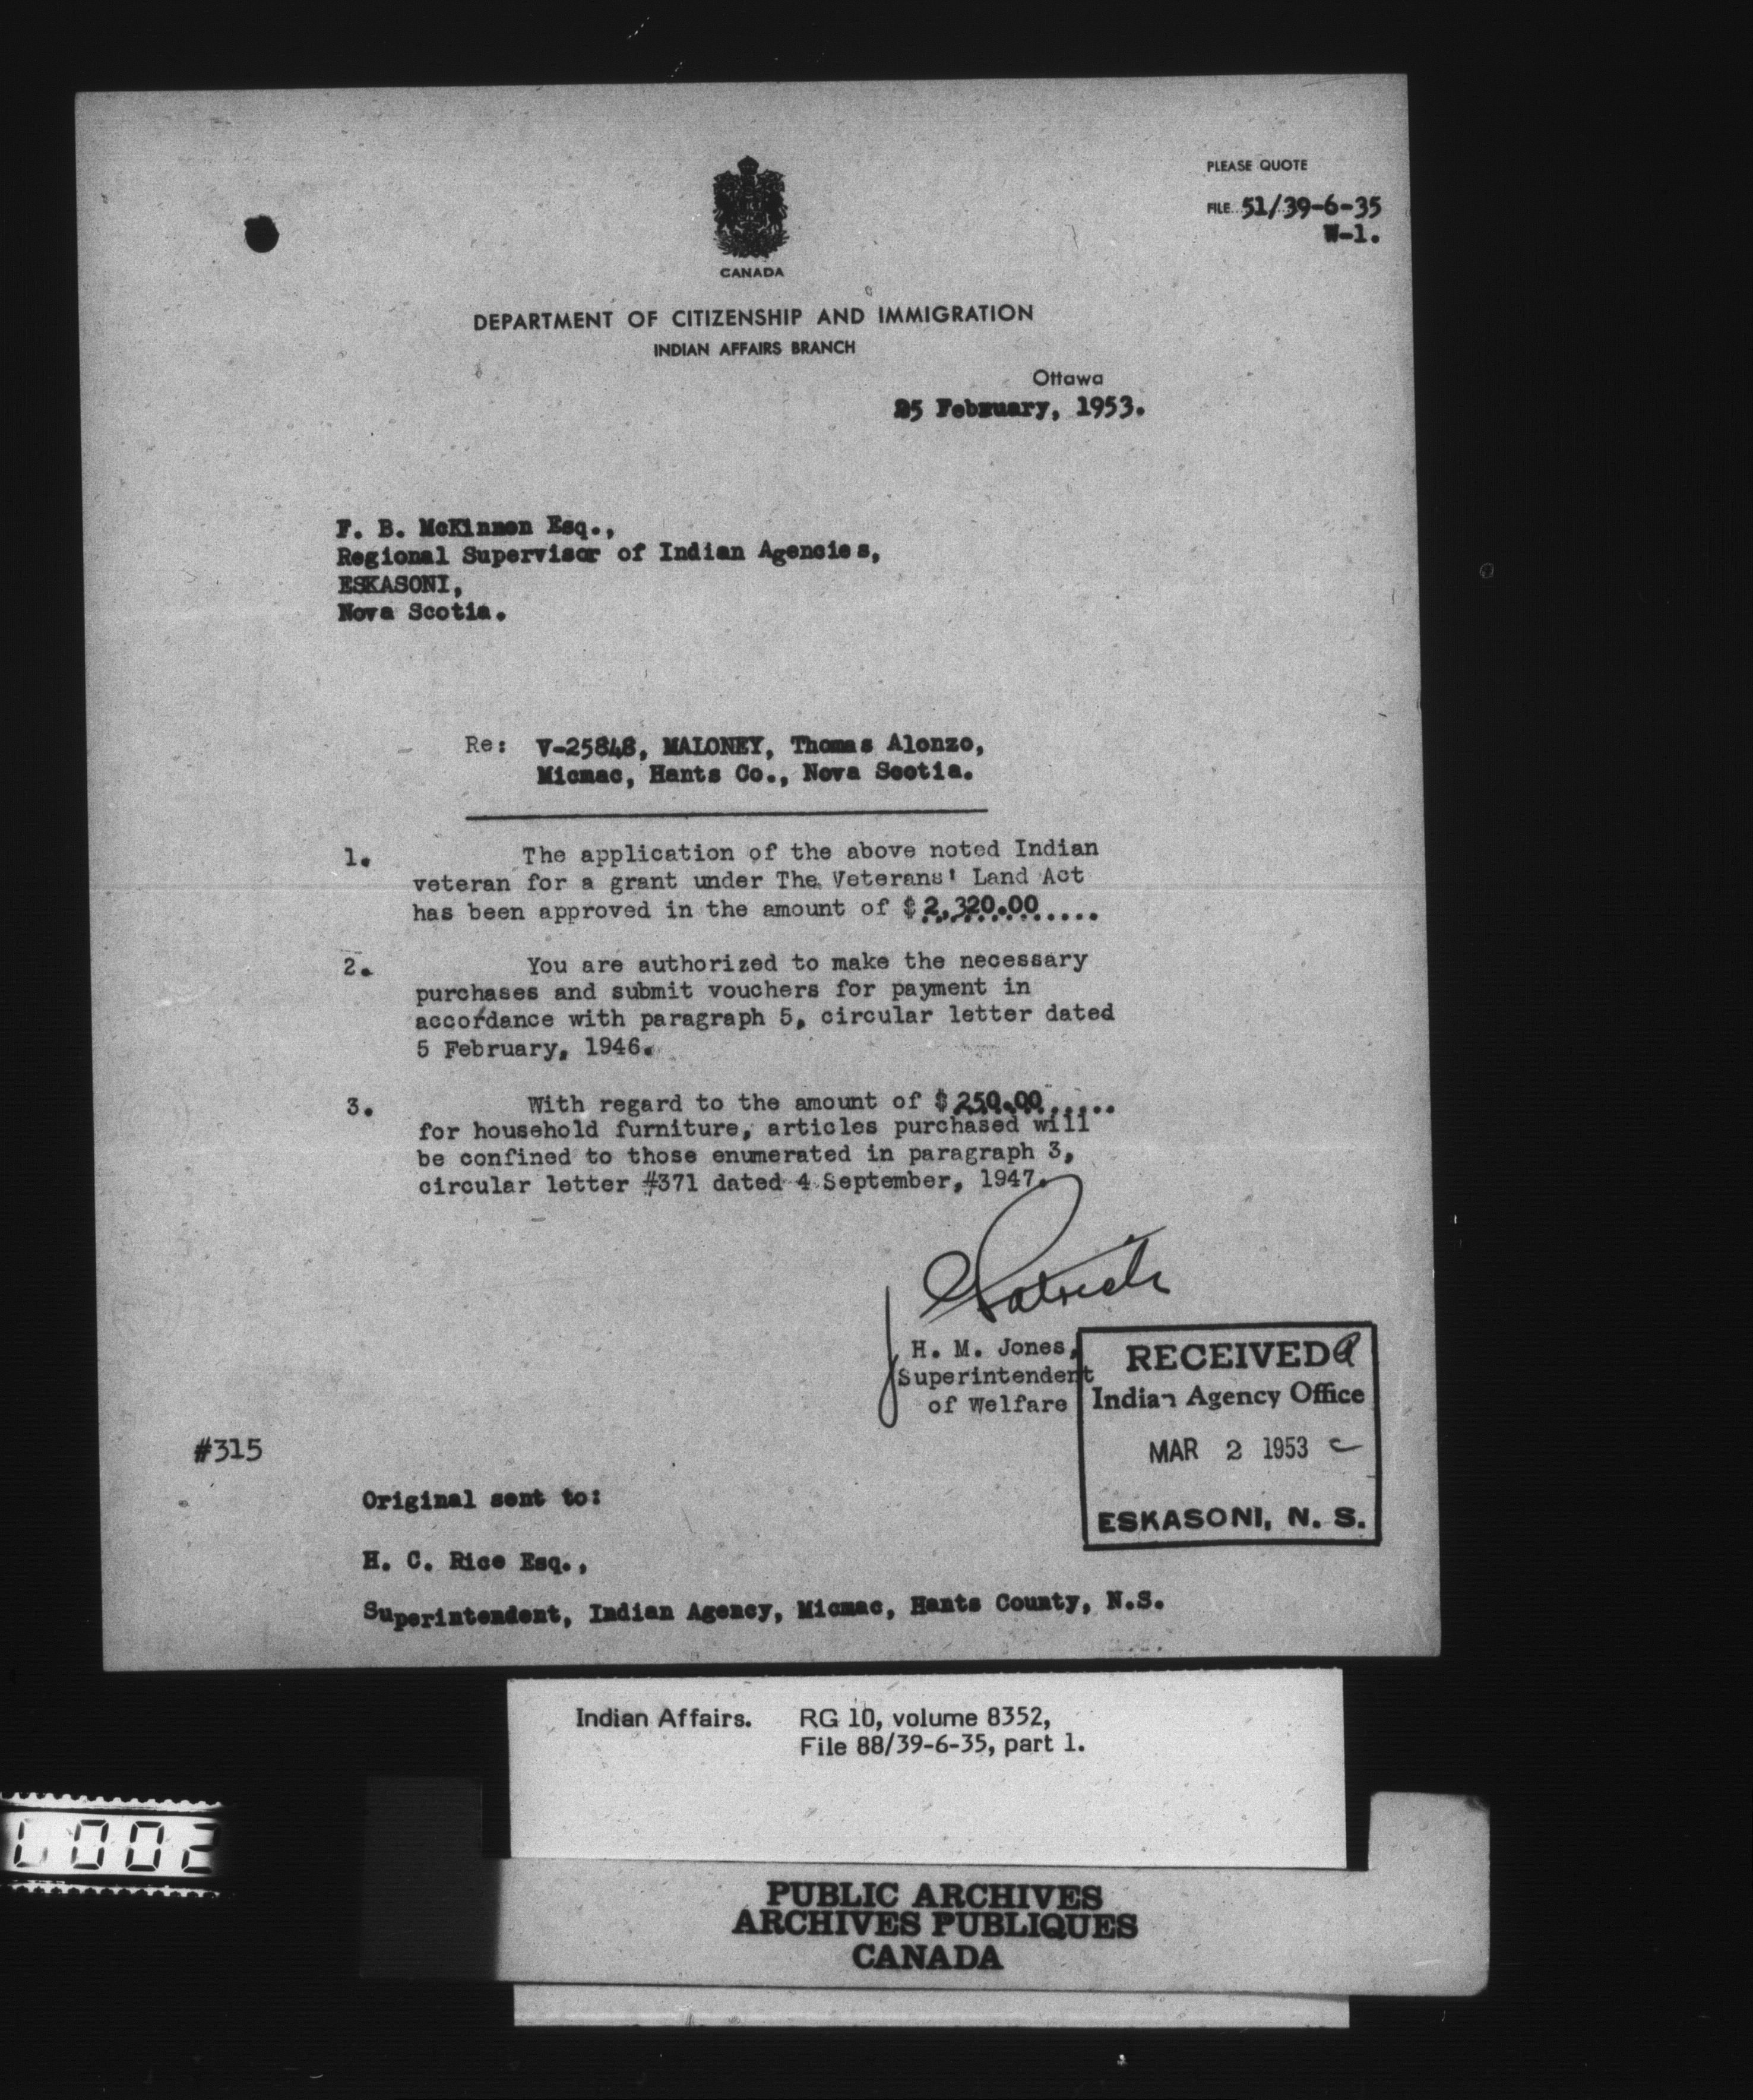 PLEASE QUOTE
FILE 51/39-6-35
W-1.
CANADA
DEPARTMENT OF CITIZENSHIP AND IMMIGRATION
INDIAN AFFAIRS BRANCH
Ottawa
25 February, 1953.
F. B. McKinnon Esq.,
Regional Supervisor of Indian Agencies,
ESKASONI,
Nova Scotia.
Re: V-25848, MALONEY, Thomas Alonzo,
Micmac, Hants Co., Nova Scotia.
1. The application of the above noted Indian
veteran for a grant under The Veterans' Land Act
has been approved in the amount of $ 2,320.00.....
2. You are authorized to make the necessary
purchases and submit vouchers for payment in
accordance with paragraph 5, circular letter dated
5 February, 1946.
3. With regard to the amount of $ 250.00......
for household furniture, articles purchased will
be confined to those enumerated in paragraph 3,
circular letter #371 dated 4 September, 1947.
H. M. Jones,
Superintendent
of Welfare
RECEIVED
Indian Agency Office
MAR 2 1953
ESKASONI, N. S.
#315
Original sent to:
H. C. Rice Esq.,
Superintendent, Indian Agency, Micmac, Hants County, N.S.
Indian Affairs. RG 10, volume 8352,
File 88/39-6-35, part 1.
PUBLIC ARCHIVES
ARCHIVES PUBLIQUES
CANADA